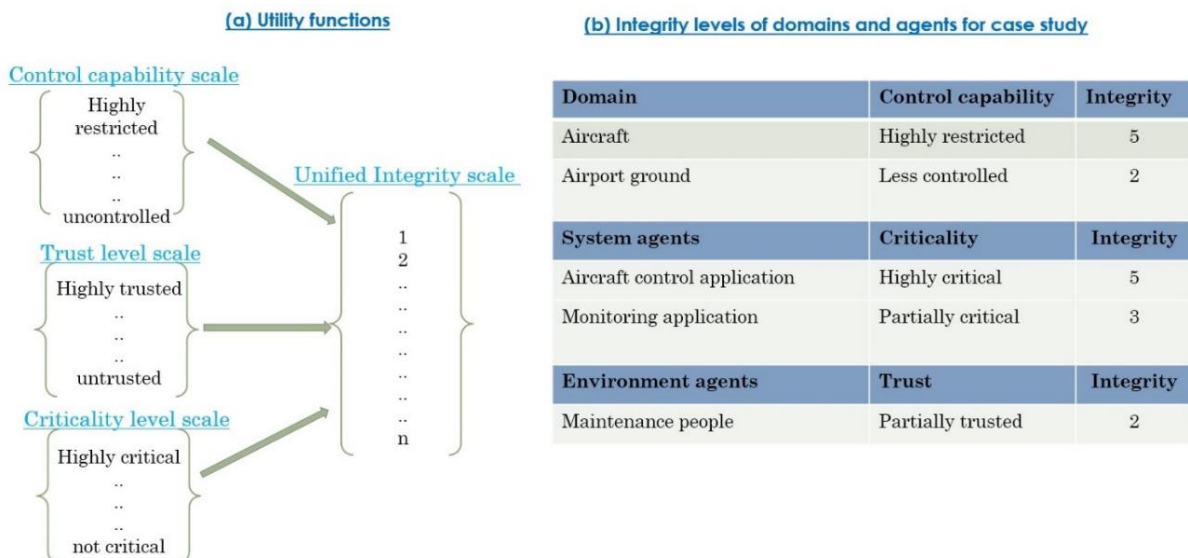 (a) Utility functions
Control capability scale
Highly
restricted
..
..
..
uncontrolled
Trust level scale
Highly trusted
..
..
..
untrusted
Criticality level scale
Highly critical
..
..
..
not critical
Unified Integrity scale
1
2
..
..
..
..
..
..
..
n
(b) Integrity levels of domains and agents for case study
Domain Control capability Integrity
Aircraft Highly restricted 5
Airport ground Less controlled 2
System agents Criticality Integrity
Aircraft control application Highly critical 5
Monitoring application Partially critical 3
Environment agents Trust Integrity
Maintenance people Partially trusted 2